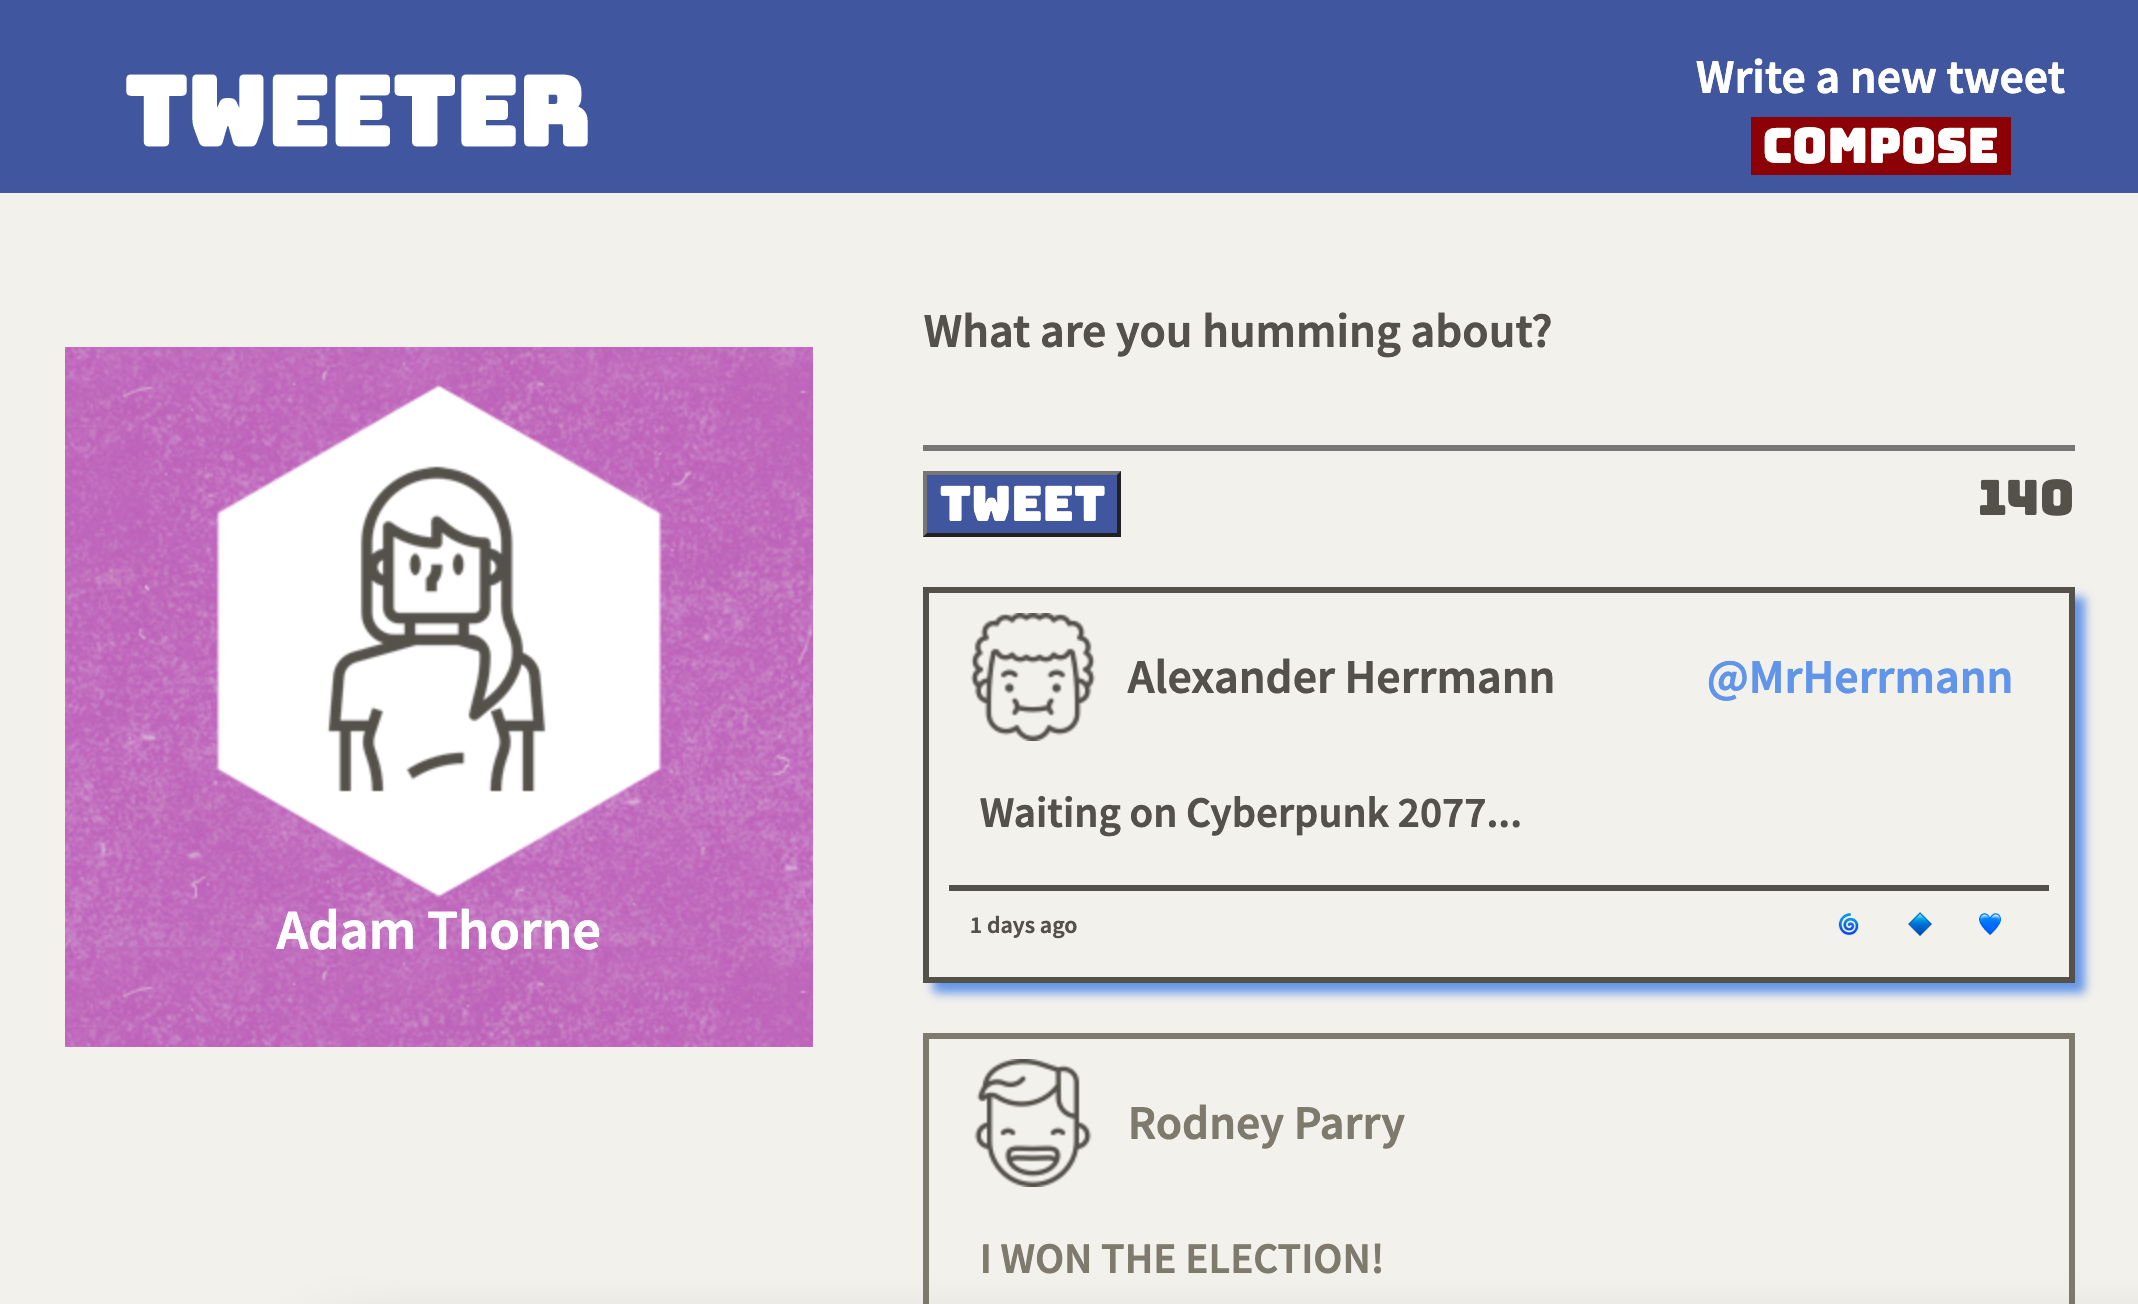 TWEETER
Write a new tweet
COMPOSE
Adam Thorne
What are you humming about?
TWEET
140
Alexander Herrmann
@MrHerrmann
Waiting on Cyberpunk 2077...
1 days ago
Rodney Parry
I WON THE ELECTION!